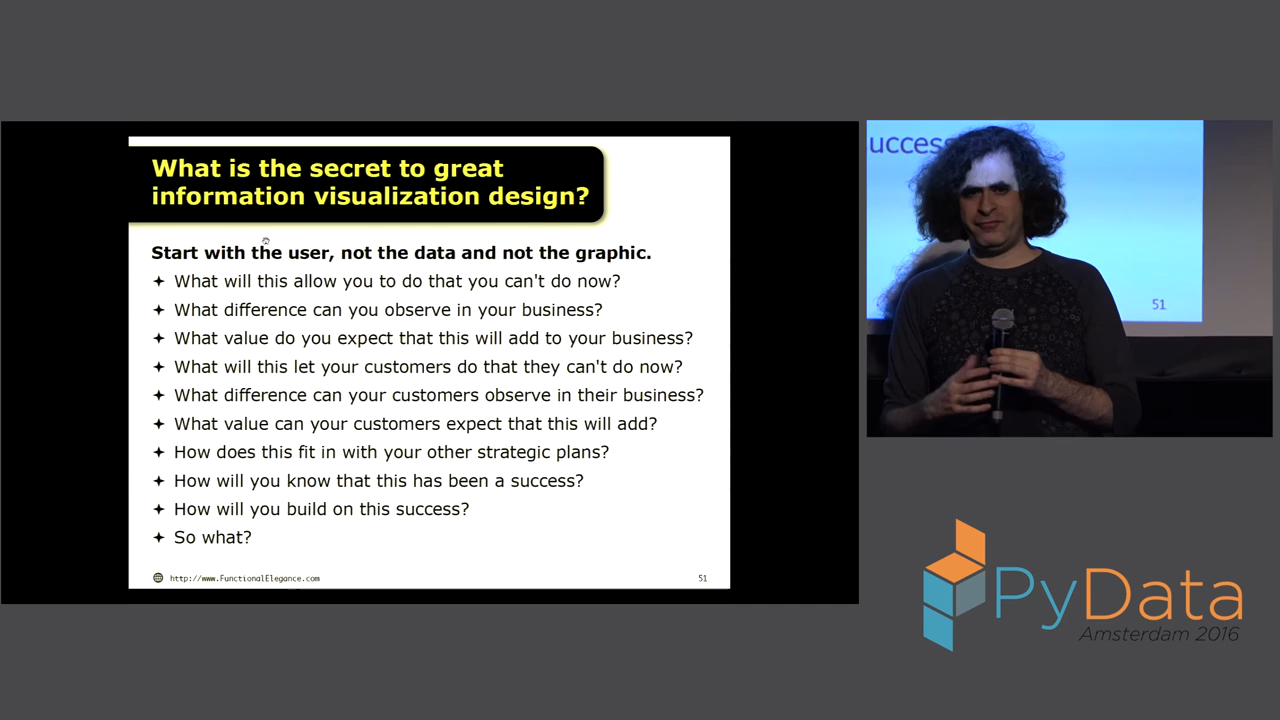 What is the secret to great
information visualization design?
Start with the user, not the data and not the graphic.
What will this allow you to do that you can't do now?
What difference can you observe in your business?
What value do you expect that this will add to your business?
What will this let your customers do that they can't do now?
What difference can your customers observe in their business?
What value can your customers expect that this will add?
How does this fit in with your other strategic plans?
How will you know that this has been a success?
How will you build on this success?
So what?
http://www.FunctionalElegance.com
51
uccess
51
PyData
Amsterdam 2016